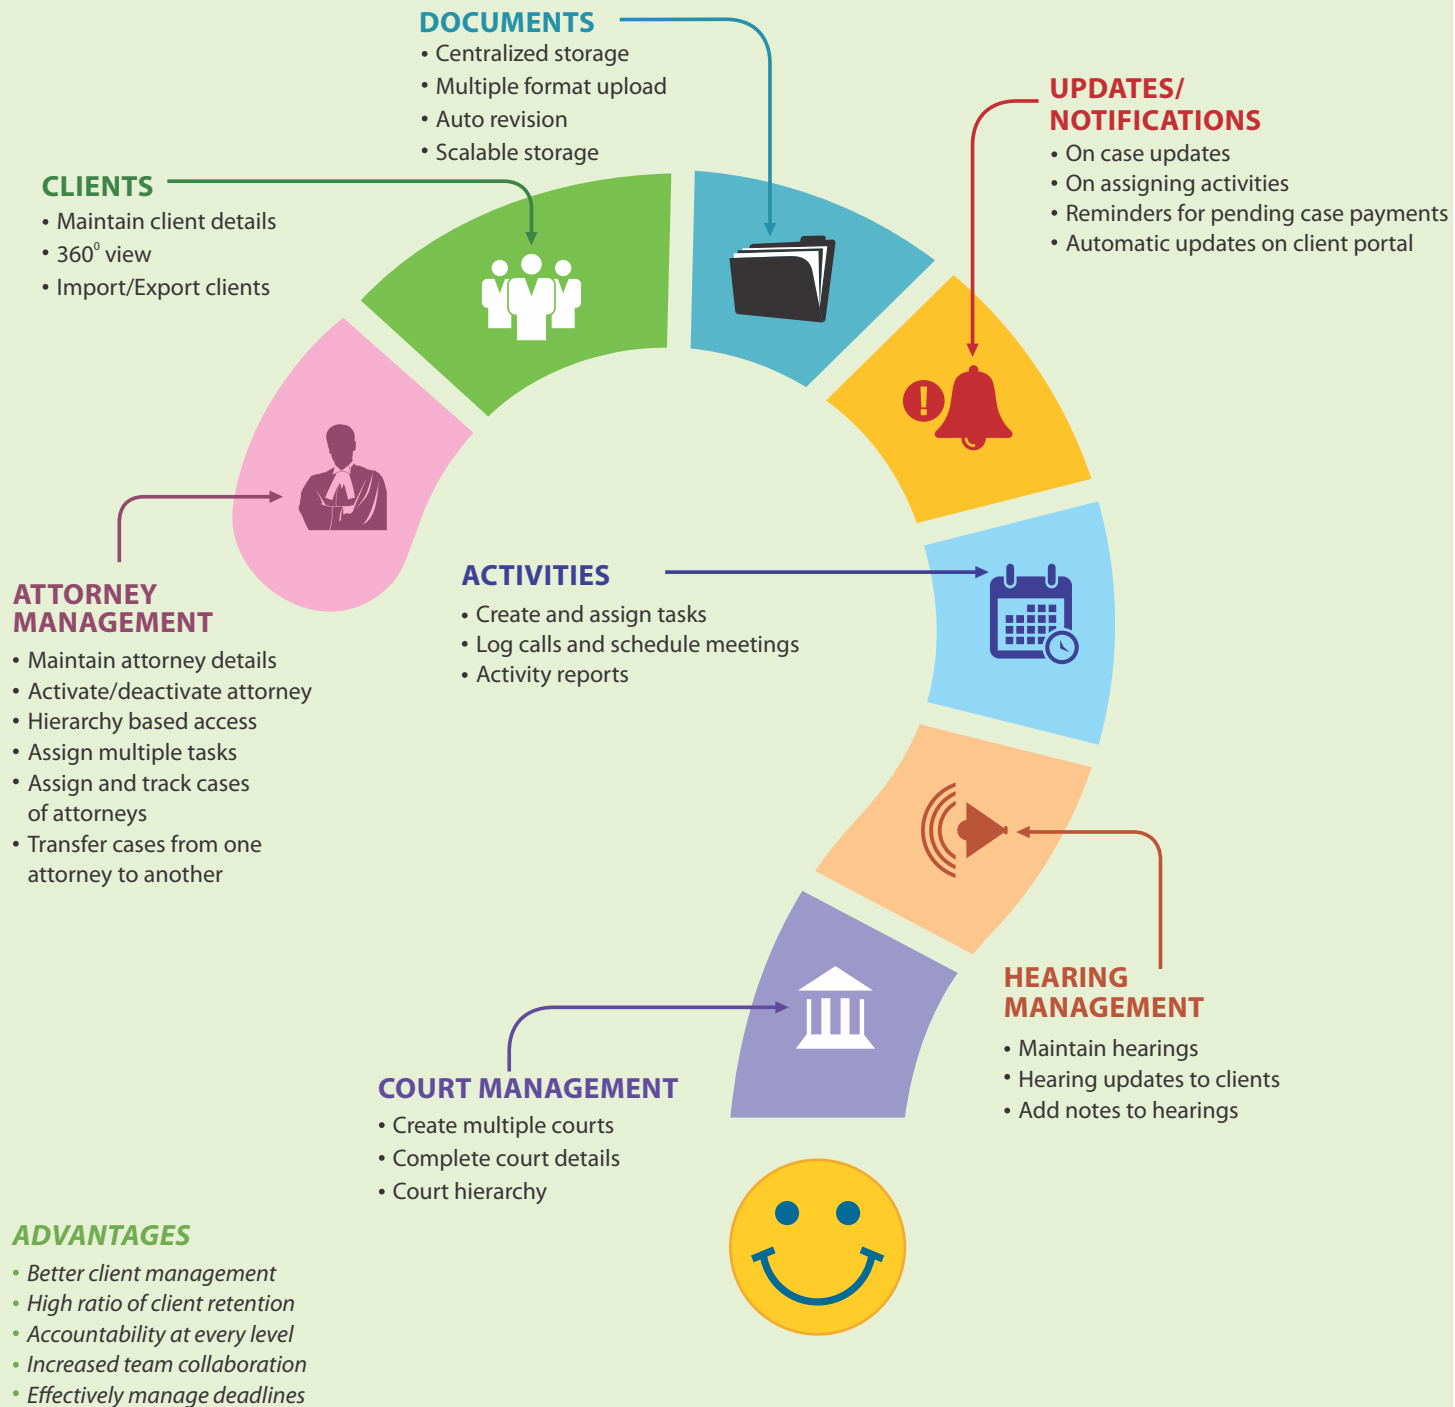 DOCUMENTS
• Centralized storage
• Multiple format upload
• Auto revision
• Scalable storage
UPDATES/
NOTIFICATIONS
• On case updates
• On assigning activities
• Reminders for pending case payments
• Automatic updates on client portal
CLIENTS
• Maintain client details
• 360⁰ view
• Import/Export clients
!
ATTORNEY
MANAGEMENT
• Maintain attorney details
• Activate/deactivate attorney
• Hierarchy based access
• Assign multiple tasks
• Assign and track cases
of attorneys
• Transfer cases from one
attorney to another
ACTIVITIES
• Create and assign tasks
• Log calls and schedule meetings
• Activity reports
HEARING
MANAGEMENT
• Maintain hearings
• Hearing updates to clients
• Add notes to hearings
COURT MANAGEMENT
• Create multiple courts
• Complete court details
• Court hierarchy
ADVANTAGES
• Better client management
• High ratio of client retention
• Accountability at every level
• Increased team collaboration
• Effectively manage deadlines